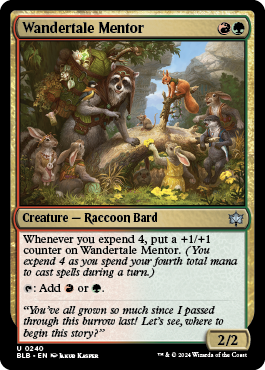 Wandertale Mentor
Creature — Raccoon Bard
Whenever you expend 4, put a +1/+1
counter on Wandertale Mentor. (You
expend 4 as you spend your fourth total mana
to cast spells during a turn.)
: Add or .
“You’ve all grown so much since I passed
through this burrow last! Let’s see, where to
begin this story?”
2/2
U 0240
BLB • EN Jakub Kasper
™ & © 2024 Wizards of the Coast